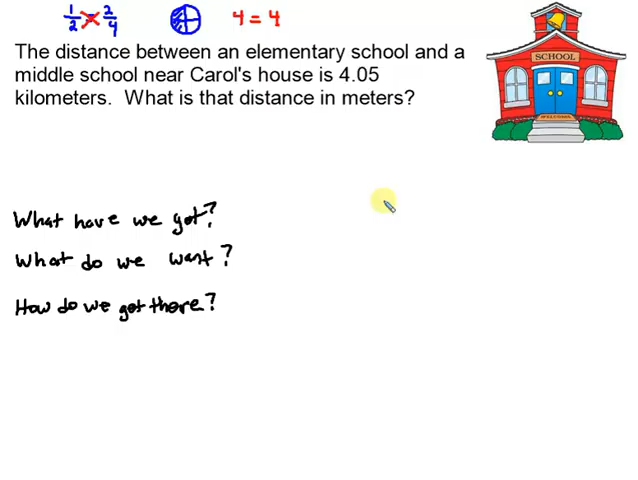 1/2 = 2/4 4 = 4
The distance between an elementary school and a
middle school near Carol's house is 4.05
kilometers. What is that distance in meters?
SCHOOL
WELCOME
What have we got?
What do we want?
How do we get there?